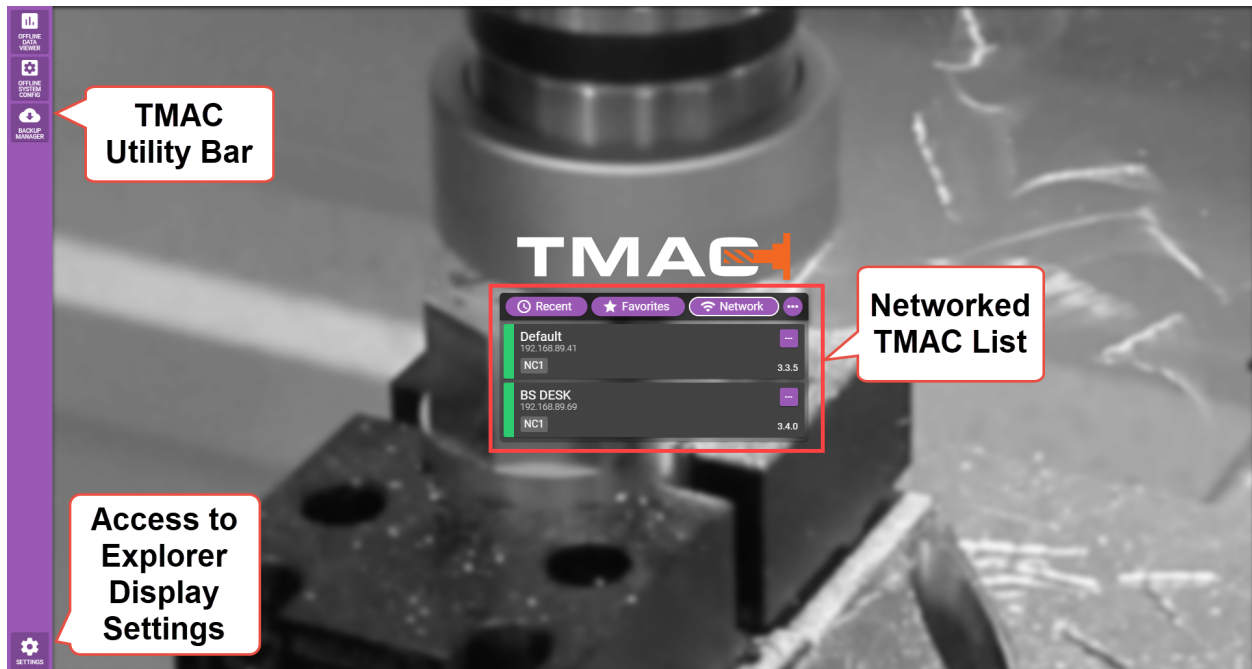 OFFLINE
DATA
VIEWER
OFFLINE
SYSTEM
CONFIG
BACKUP
MANAGER
TMAC
Utility Bar
TMAC
Recent
Favorites
Network
Default
192.168.89.41
NC1
3.3.5
BS DESK
192.168.89.69
NC1
3.4.0
Networked
TMAC List
Access to
Explorer
Display
Settings
SETTINGS